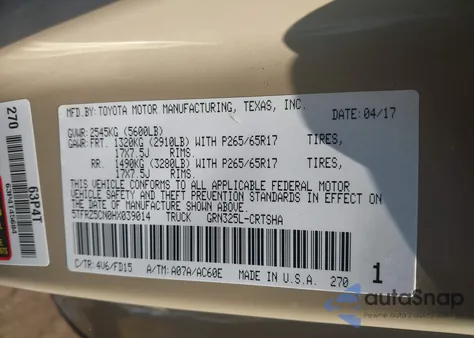 MFD.BY: TOYOTA MOTOR MANUFACTURING, TEXAS, INC.
DATE: 04/17
GVWR: 2545KG (5600LB)
GAWR: FRT. 1320KG (2910LB) WITH P265/65R17 TIRES,
17X7.5J RIMS.
RR. 1490KG (3280LB) WITH P265/65R17 TIRES,
17X7.5J RIMS.
THIS VEHICLE CONFORMS TO ALL APPLICABLE FEDERAL MOTOR
VEHICLE SAFETY AND THEFT PREVENTION STANDARDS IN EFFECT ON
THE DATE OF MANUFACTURE SHOWN ABOVE.
5TFRZ5CN0HX039014 TRUCK GRN325L-CRTSHA
C/TR: 4V6/FD15 A/TM: A07A/AC60E MADE IN U.S.A. 270 1
270
6394T
autoSnap